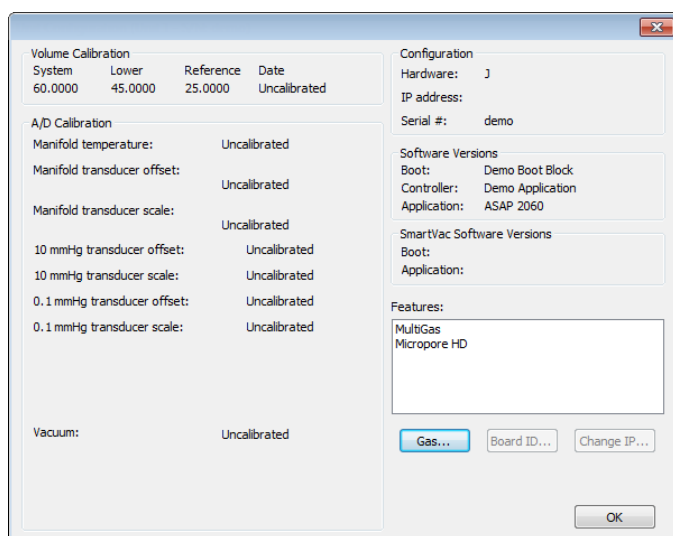 Volume Calibration
System Lower Reference Date
60.0000 45.0000 25.0000 Uncalibrated
A/D Calibration
Manifold temperature: Uncalibrated
Manifold transducer offset:
Uncalibrated
Manifold transducer scale:
Uncalibrated
10 mmHg transducer offset: Uncalibrated
10 mmHg transducer scale: Uncalibrated
0.1 mmHg transducer offset: Uncalibrated
0.1 mmHg transducer scale: Uncalibrated
Vacuum: Uncalibrated
Configuration
Hardware: J
IP address:
Serial #: demo
Software Versions
Boot: Demo Boot Block
Controller: Demo Application
Application: ASAP 2060
SmartVac Software Versions
Boot:
Application:
Features:
MultiGas
Micropore HD
Gas... Board ID... Change IP...
OK